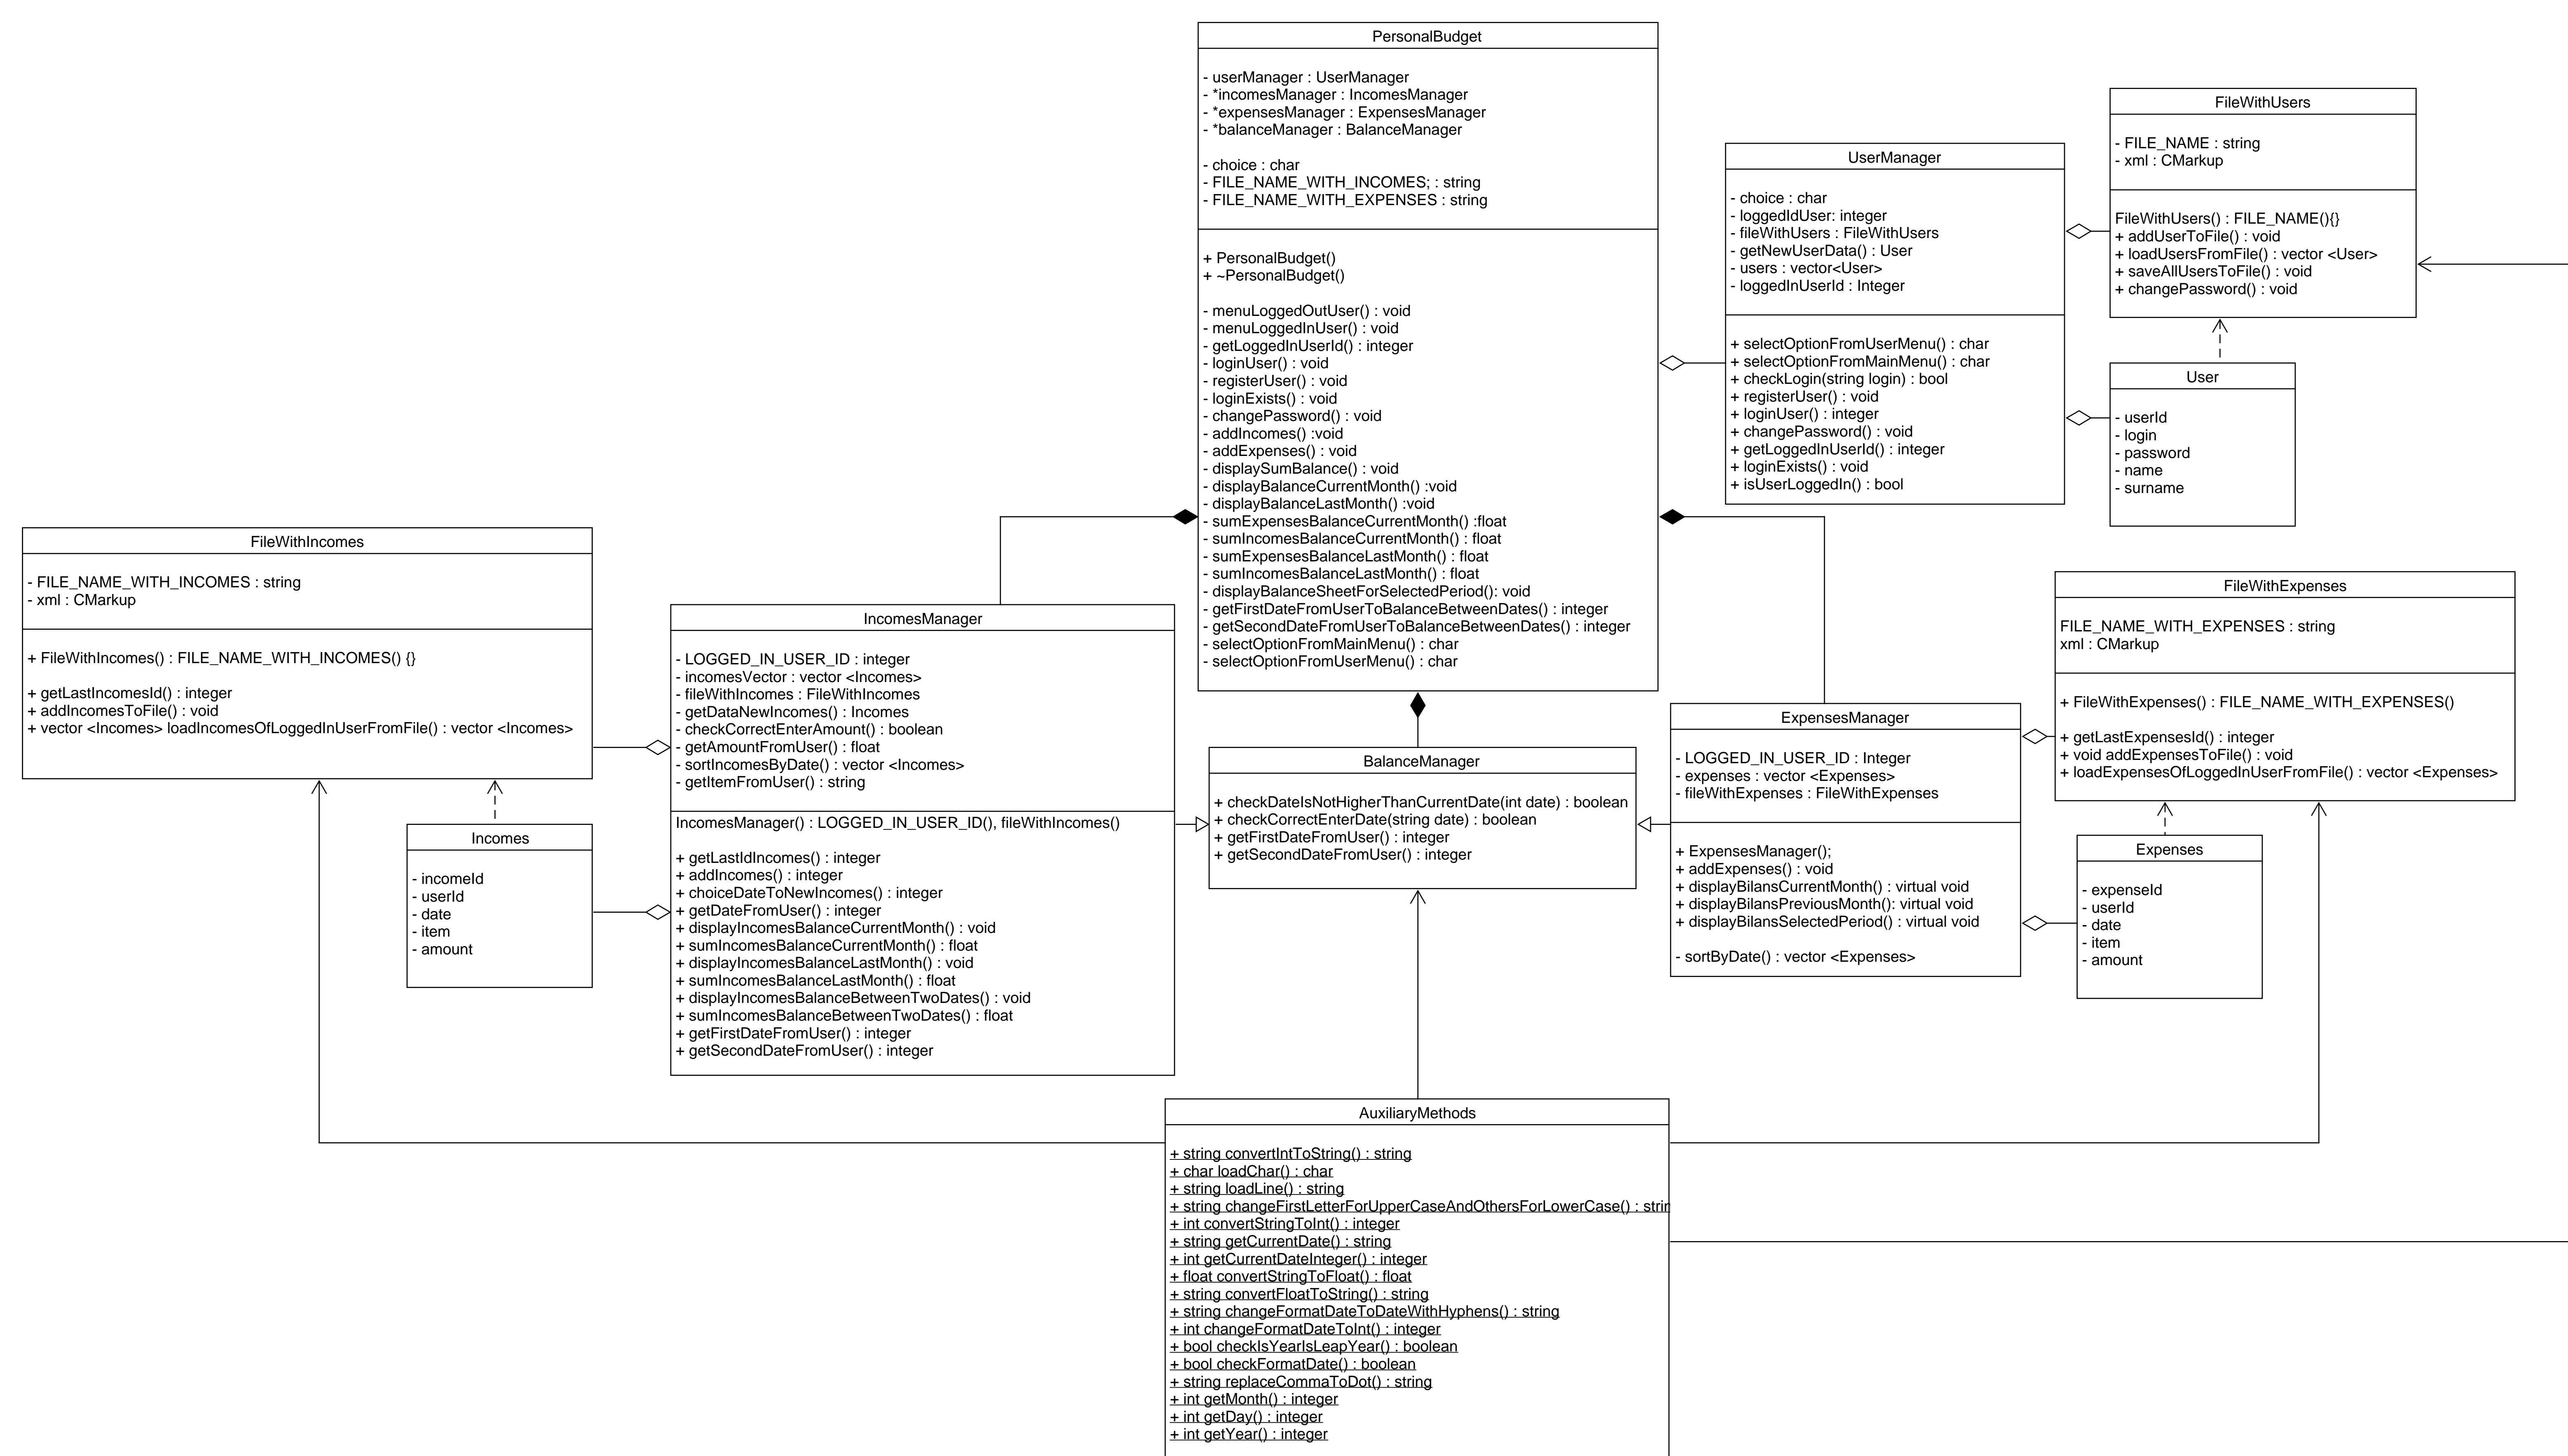 PersonalBudget
- userManager : UserManager
- *incomesManager : IncomesManager
- *expensesManager : ExpensesManager
- *balanceManager : BalanceManager
- choice : char
- FILE_NAME_WITH_INCOMES; : string
- FILE_NAME_WITH_EXPENSES : string
+ PersonalBudget()
+ ~PersonalBudget()
- menuLoggedOutUser() : void
- menuLoggedInUser() : void
- getLoggedInUserId() : integer
- loginUser() : void
- registerUser() : void
- loginExists() : void
- changePassword() : void
- addIncomes() :void
- addExpenses() : void
- displaySumBalance() : void
- displayBalanceCurrentMonth() :void
- displayBalanceLastMonth() :void
- sumExpensesBalanceCurrentMonth() :float
- sumIncomesBalanceCurrentMonth() : float
- sumExpensesBalanceLastMonth() : float
- sumIncomesBalanceLastMonth() : float
- displayBalanceSheetForSelectedPeriod(): void
- getFirstDateFromUserToBalanceBetweenDates() : integer
- getSecondDateFromUserToBalanceBetweenDates() : integer
- selectOptionFromMainMenu() : char
- selectOptionFromUserMenu() : char
UserManager
- choice : char
- loggedIdUser: integer
- fileWithUsers : FileWithUsers
- getNewUserData() : User
- users : vector<User>
- loggedInUserId : Integer
+ selectOptionFromUserMenu() : char
+ selectOptionFromMainMenu() : char
+ checkLogin(string login) : bool
+ registerUser() : void
+ loginUser() : integer
+ changePassword() : void
+ getLoggedInUserId() : integer
+ loginExists() : void
+ isUserLoggedIn() : bool
FileWithUsers
- FILE_NAME : string
- xml : CMarkup
FileWithUsers() : FILE_NAME(){}
+ addUserToFile() : void
+ loadUsersFromFile() : vector <User>
+ saveAllUsersToFile() : void
+ changePassword() : void
User
- userId
- login
- password
- name
- surname
FileWithIncomes
- FILE_NAME_WITH_INCOMES : string
- xml : CMarkup
+ FileWithIncomes() : FILE_NAME_WITH_INCOMES() {}
+ getLastIncomesId() : integer
+ addIncomesToFile() : void
+ vector <Incomes> loadIncomesOfLoggedInUserFromFile() : vector <Incomes>
Incomes
- incomeId
- userId
- date
- item
- amount
IncomesManager
- LOGGED_IN_USER_ID : integer
- incomesVector : vector <Incomes>
- fileWithIncomes : FileWithIncomes
- getDataNewIncomes() : Incomes
- checkCorrectEnterAmount() : boolean
- getAmountFromUser() : float
- sortIncomesByDate() : vector <Incomes>
- getItemFromUser() : string
IncomesManager() : LOGGED_IN_USER_ID(), fileWithIncomes()
+ getLastIdIncomes() : integer
+ addIncomes() : integer
+ choiceDateToNewIncomes() : integer
+ getDateFromUser() : integer
+ displayIncomesBalanceCurrentMonth() : void
+ sumIncomesBalanceCurrentMonth() : float
+ displayIncomesBalanceLastMonth() : void
+ sumIncomesBalanceLastMonth() : float
+ displayIncomesBalanceBetweenTwoDates() : void
+ sumIncomesBalanceBetweenTwoDates() : float
+ getFirstDateFromUser() : integer
+ getSecondDateFromUser() : integer
BalanceManager
+ checkDateIsNotHigherThanCurrentDate(int date) : boolean
+ checkCorrectEnterDate(string date) : boolean
+ getFirstDateFromUser() : integer
+ getSecondDateFromUser() : integer
ExpensesManager
- LOGGED_IN_USER_ID : Integer
- expenses : vector <Expenses>
- fileWithExpenses : FileWithExpenses
+ ExpensesManager();
+ addExpenses() : void
+ displayBilansCurrentMonth() : virtual void
+ displayBilansPreviousMonth(): virtual void
+ displayBilansSelectedPeriod() : virtual void
- sortByDate() : vector <Expenses>
FileWithExpenses
FILE_NAME_WITH_EXPENSES : string
xml : CMarkup
+ FileWithExpenses() : FILE_NAME_WITH_EXPENSES()
+ getLastExpensesId() : integer
+ void addExpensesToFile() : void
+ loadExpensesOfLoggedInUserFromFile() : vector <Expenses>
Expenses
- expenseId
- userId
- date
- item
- amount
AuxiliaryMethods
+ string convertIntToString() : string
+ char loadChar() : char
+ string loadLine() : string
+ string changeFirstLetterForUpperCaseAndOthersForLowerCase() :
+ int convertStringToInt() : integer
+ string getCurrentDate() : string
+ int getCurrentDateInteger() : integer
+ float convertStringToFloat() : float
+ string convertFloatToString() : string
+ string changeFormatDateToDateWithHyphens() : string
+ int changeFormatDateToInt() : integer
+ bool checkIsYearIsLeapYear() : boolean
+ bool checkFormatDate() : boolean
+ string replaceCommaToDot() : string
+ int getMonth() : integer
+ int getDay() : integer
+ int getYear() : integer